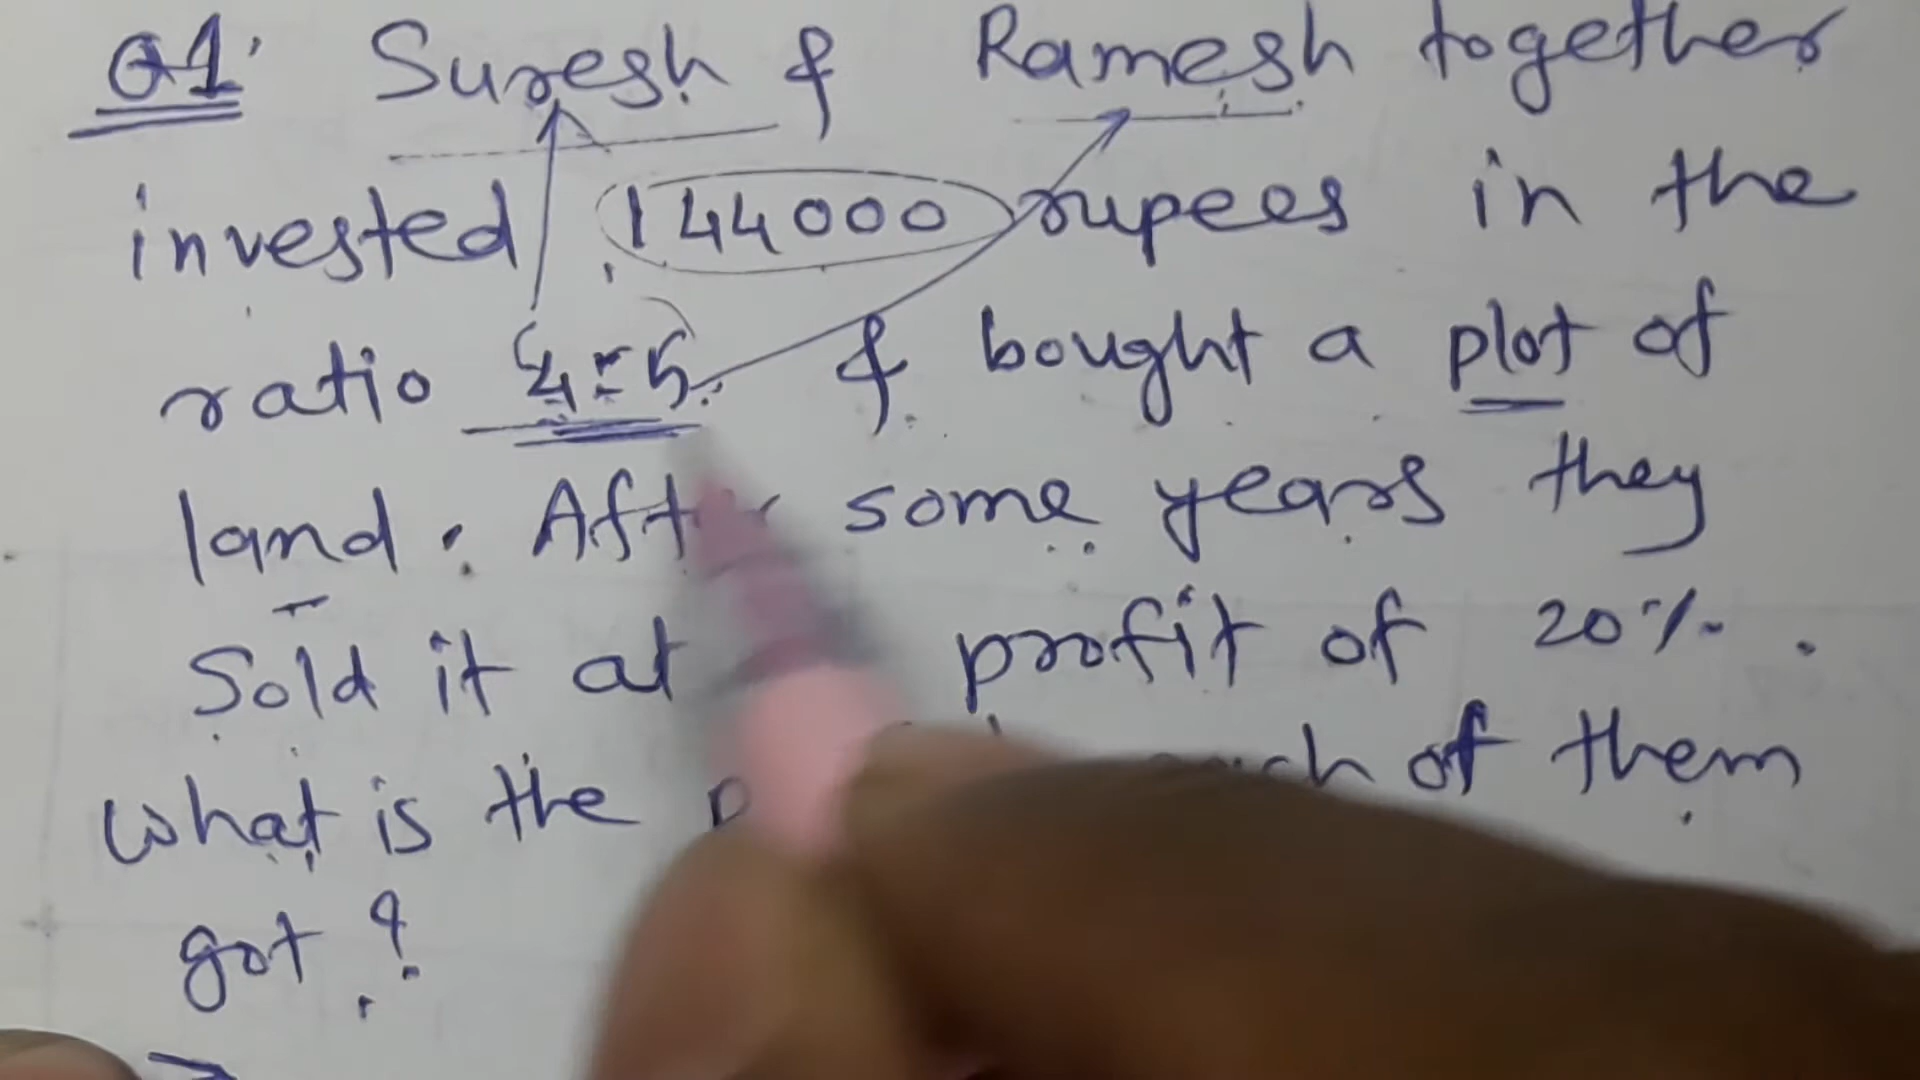 Q1. Suresh & Ramesh together
invested 144000 rupees in the
ratio 4:5 & bought a plot of
land. After some years they
Sold it at profit of 20%.
What is the of them
got?